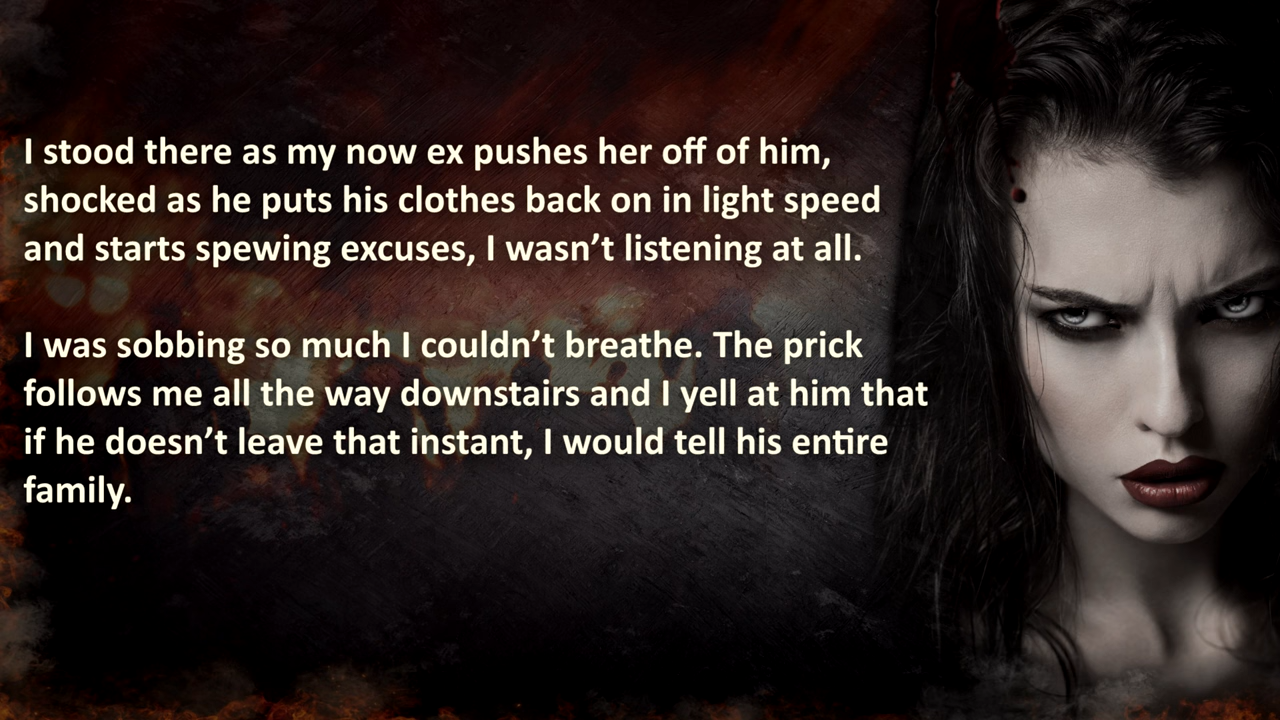 I stood there as my now ex pushes her off of him,
shocked as he puts his clothes back on in light speed
and starts spewing excuses, I wasn’t listening at all.
I was sobbing so much I couldn’t breathe. The prick
follows me all the way downstairs and I yell at him that
if he doesn’t leave that instant, I would tell his entire
family.